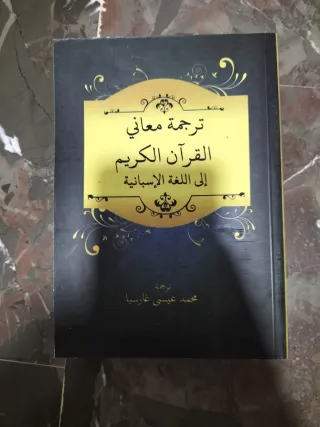 ترجمة معاني
القرآن الكريم
إلى اللغة الإسبانية
ترجمة
محمد عيسى غارسيا